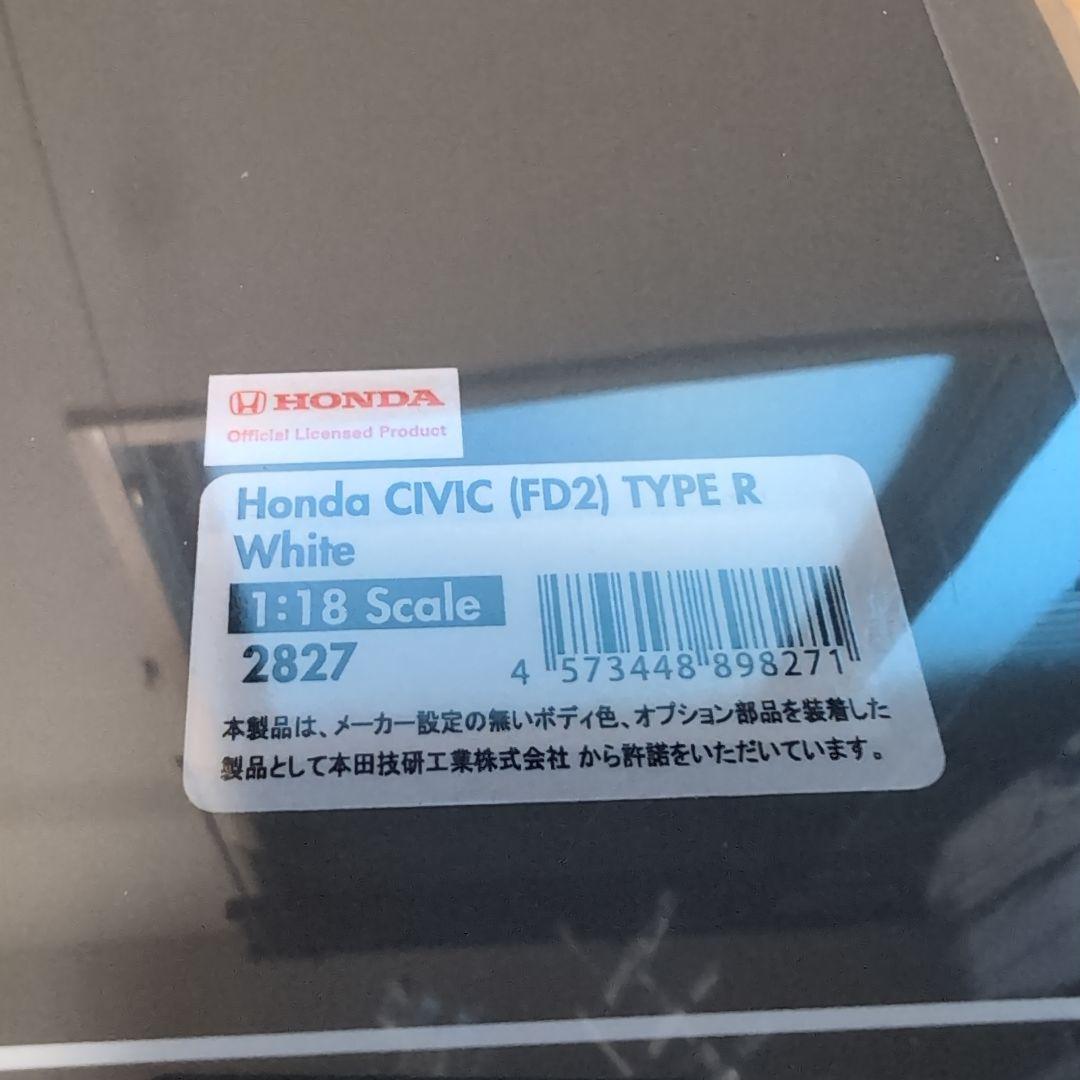 HONDA
Official Licensed Product
Honda CIVIC (FD2) TYPE R
White
1:18 Scale
2827
4 573448 898271
本製品は、メーカー設定の無いボディ色、オプション部品を装着した
製品として本田技研工業株式会社 から許諾をいただいています。